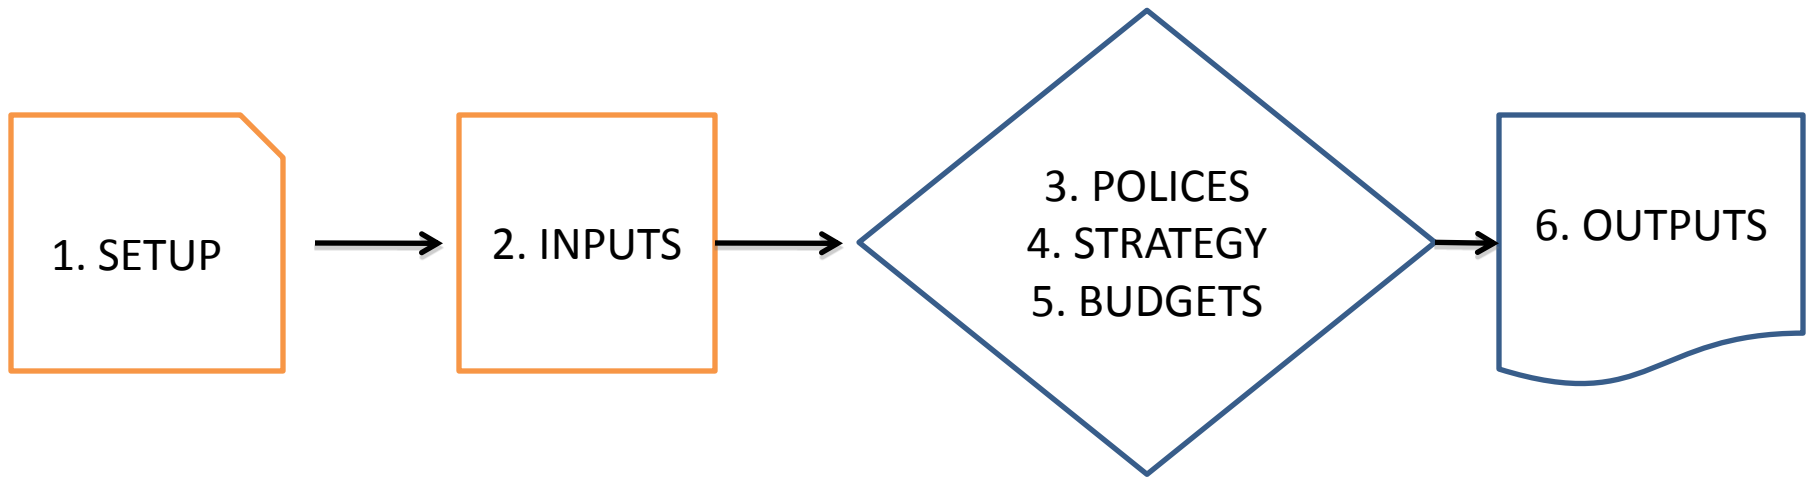 1. SETUP
2. INPUTS
3. POLICES
4. STRATEGY
5. BUDGETS
6. OUTPUTS